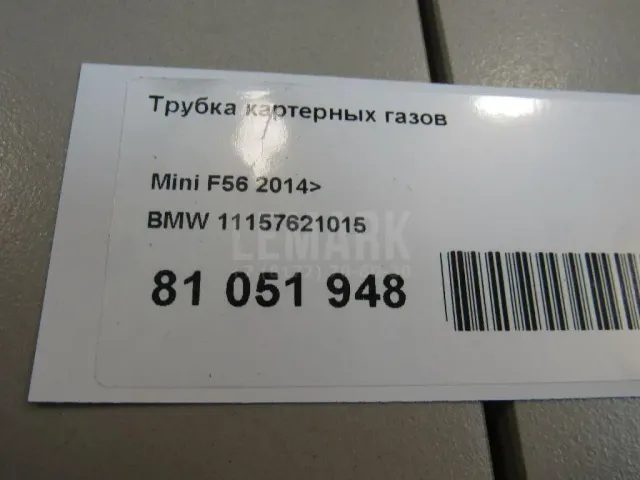 Трубка картерных газов
Mini F56 2014>
BMW 11157621015
LEMARK
81 051 948